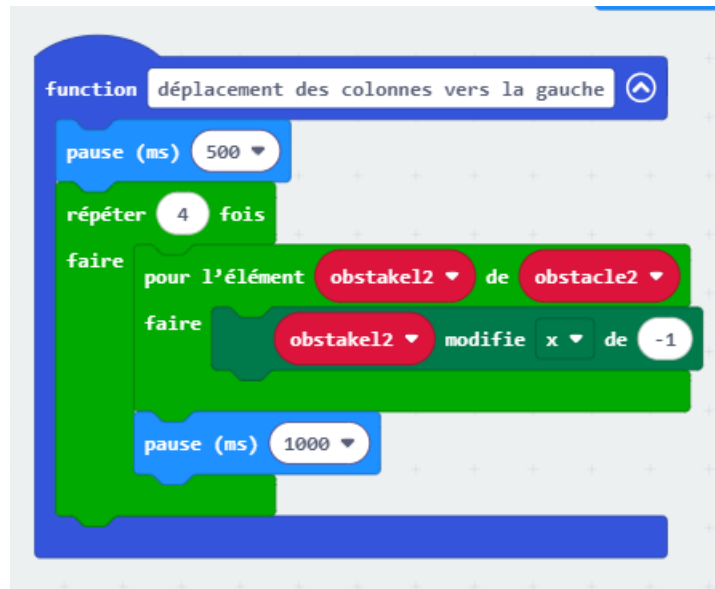 function déplacement des colonnes vers la gauche
pause (ms) 500
répéter 4 fois
faire
pour l’élément obstakel2 de obstacle2
faire
obstakel2 modifie x de -1
pause (ms) 1000